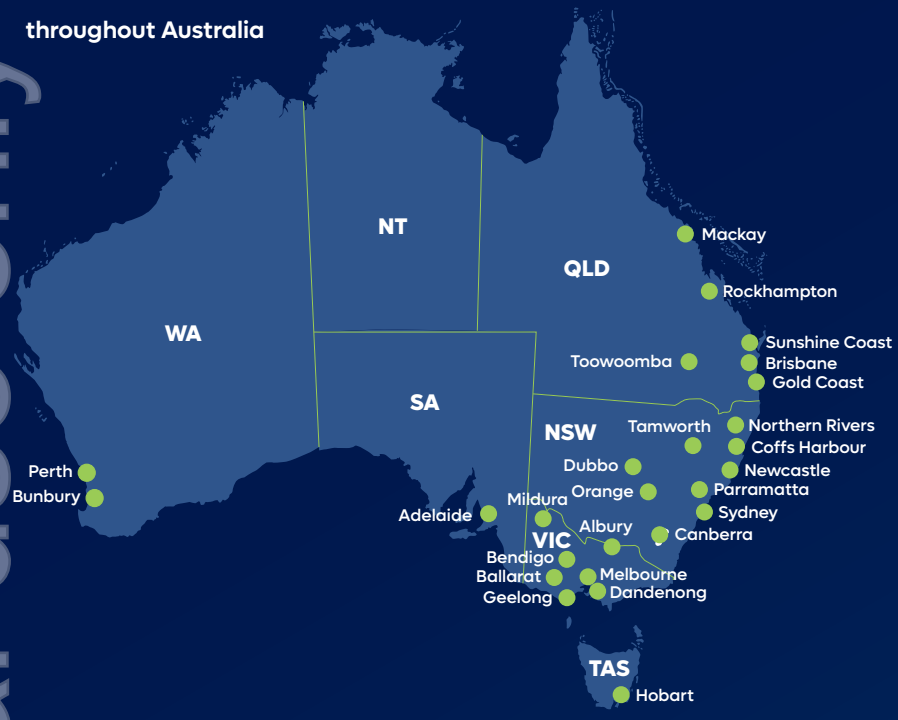 throughout Australia
NT
Mackay
QLD
Rockhampton
WA
Sunshine Coast
Toowoomba
Brisbane
Gold Coast
SA
NSW
Tamworth
Northern Rivers
Coffs Harbour
Dubbo
Newcastle
Perth
Orange
Parramatta
Bunbury
Mildura
Adelaide
Sydney
Albury
Canberra
VIC
Bendigo
Ballarat
Melbourne
Geelong
Dandenong
TAS
Hobart